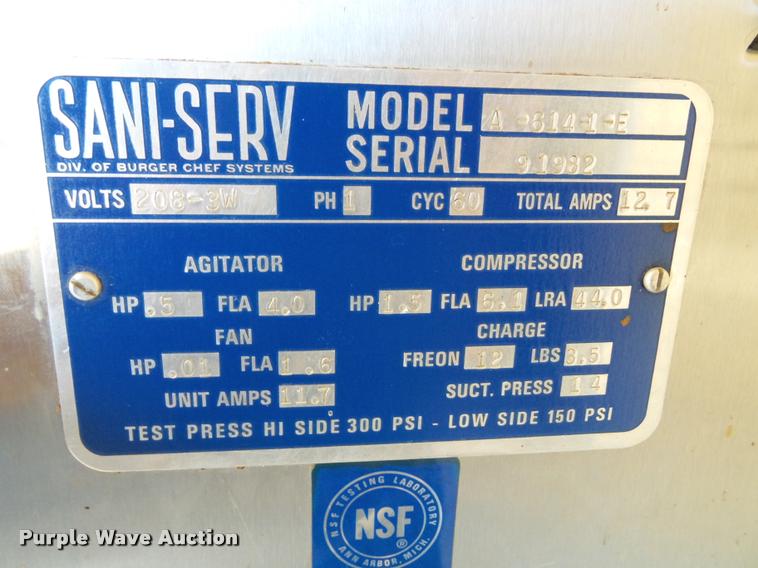 SANI-SERV
DIV. OF BURGER CHEF SYSTEMS
MODEL A-614-1-E
SERIAL 91982
VOLTS 208-3W PH 1 CYC 60 TOTAL AMPS 12.7
AGITATOR COMPRESSOR
HP .5 FLA 4.0 HP 1.5 FLA 6.1 LRA 44.0
FAN CHARGE
HP .01 FLA 1.6 FREON 12 LBS 3.5
UNIT AMPS 11.7 SUCT. PRESS 14
TEST PRESS HI SIDE 300 PSI - LOW SIDE 150 PSI
NSF TESTING LABORATORY
NSF®
ANN ARBOR, MICH.
Purple Wave Auction